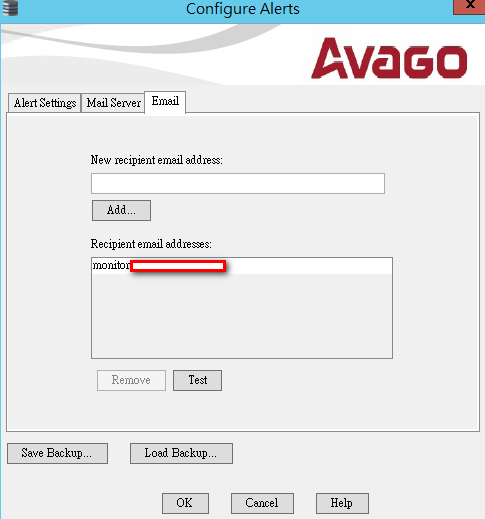 Configure Alerts
x
AVAGO
Alert Settings
Mail Server
Email
New recipient email address:
Add...
Recipient email addresses:
monitor
Remove
Test
Save Backup...
Load Backup...
OK
Cancel
Help